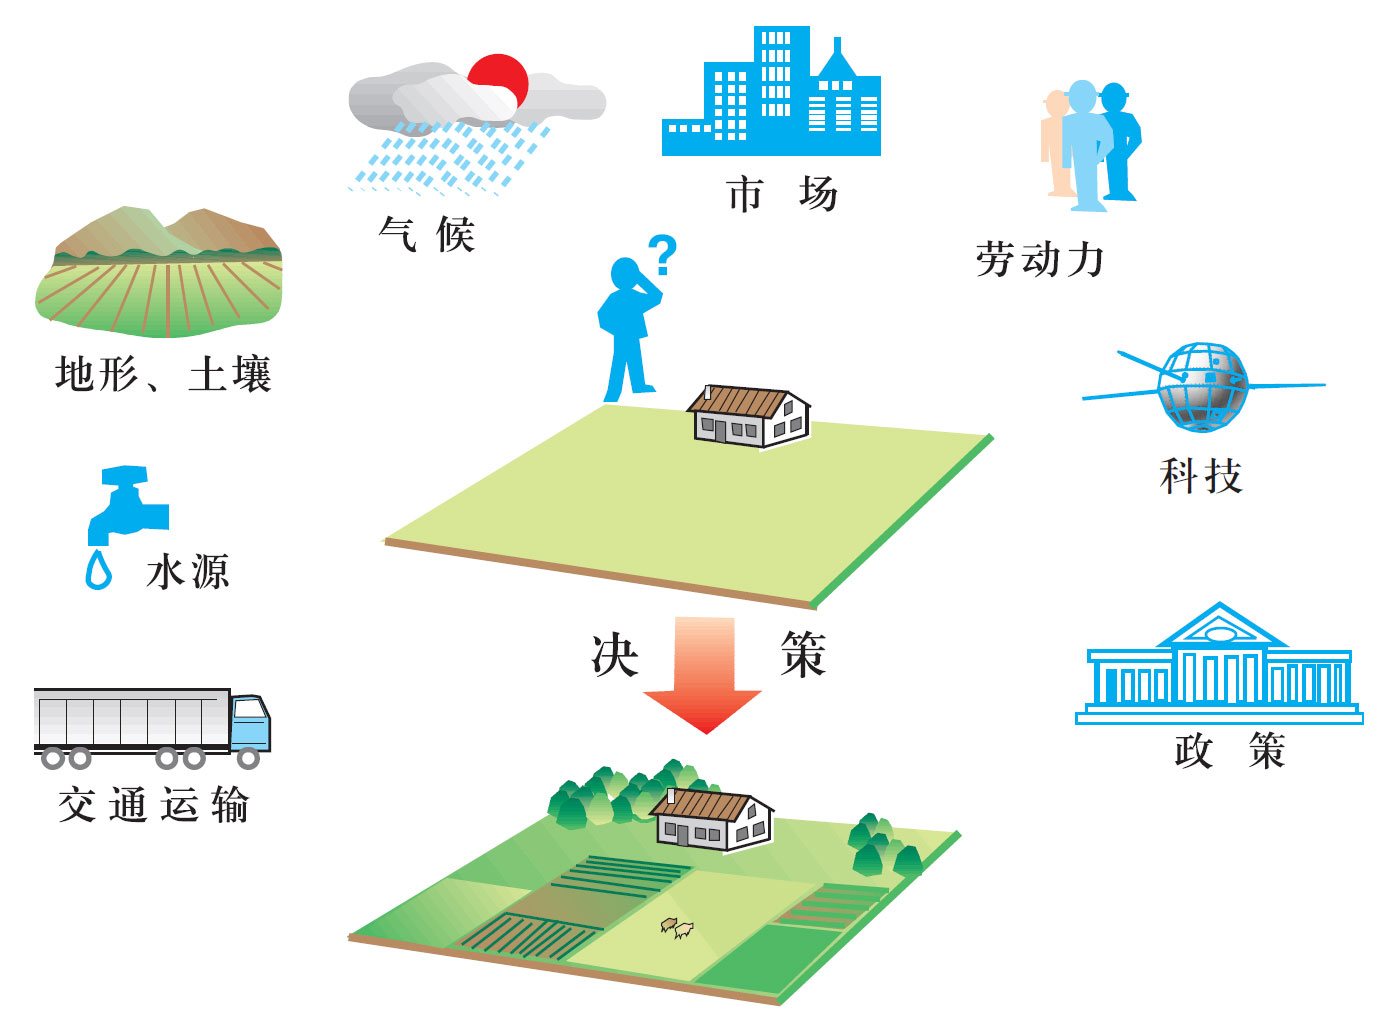 市 场
气 候
?
劳动力
地形、土壤
科技
水源
决 策
政 策
交通运输